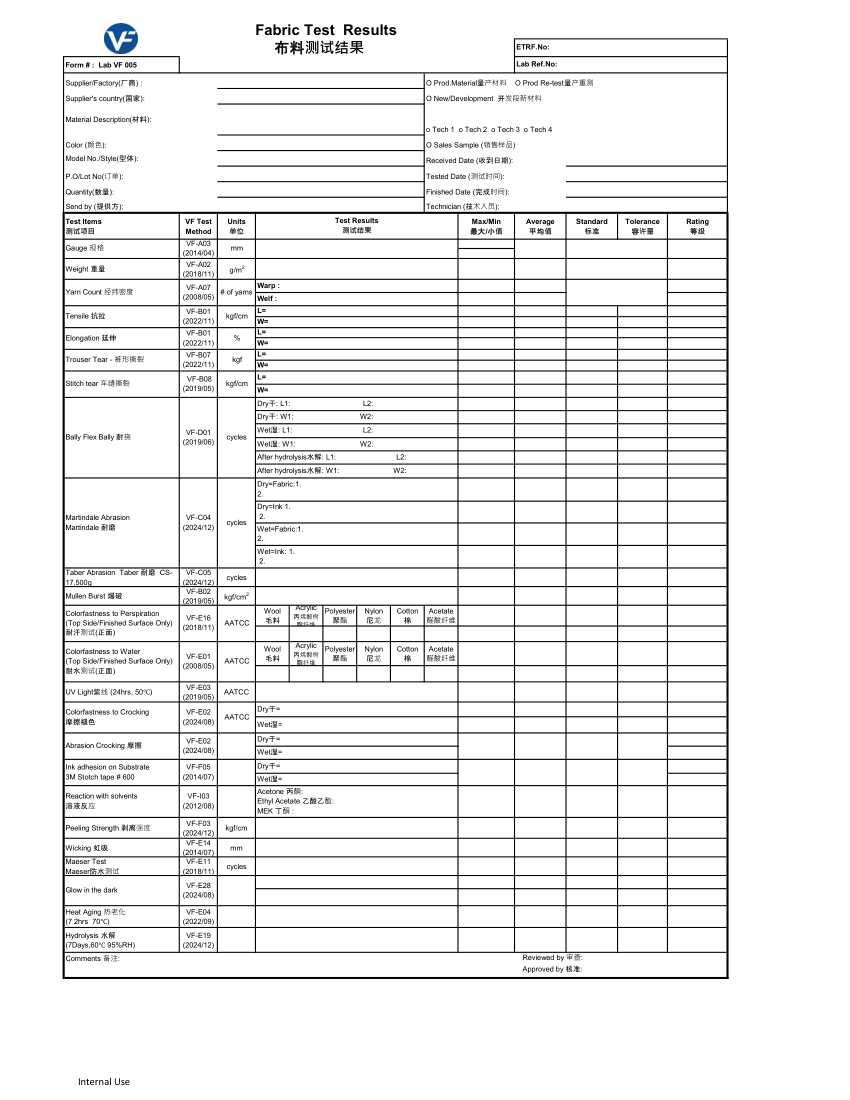 VF
Fabric Test  Results
布料测试结果
ETRF.No:
Form # :  Lab VF 005
Lab Ref.No:
Supplier/Factory(厂商) :
O Prod.Material量产材料   O Prod Re-test量产重测
Supplier's country(国家):
O New/Development  开发段新材料
Material Description(材料):
o Tech 1  o Tech 2  o Tech 3  o Tech 4
Color (颜色):
O Sales Sample (销售样品)
Model No./Style(型体):
Received Date (收到日期):
P.O/Lot No(订单):
Tested Date (测试时间):
Quantity(数量):
Finished Date (完成时间):
Send by (提供方):
Technician (技术人员):
Test Items VF Test Units Test Results Max/Min Average Standard Tolerance Rating
测试项目 Method 单位 测试结果 最大/小值 平均值 标准 容许量 等级
Gauge 规格 VF-A03 (2014/04) mm
Weight 重量 VF-A02 (2018/11) g/m2
Yarn Count 经纬密度 VF-A07 (2008/05) # of yarns
Warp :
Welf :
Tensile 抗拉 VF-B01 (2022/11) kgf/cm
L=
W=
Elongation 延伸 VF-B01 (2022/11) %
L=
W=
Trouser Tear - 裤形撕裂 VF-B07 (2022/11) kgf
L=
W=
Stitch tear 车缝撕裂 VF-B08 (2019/05) kgf/cm
L=
W=
Bally Flex Bally 耐挠 VF-D01 (2019/06) cycles
Dry干: L1: L2:
Dry干: W1: W2:
Wet湿: L1: L2:
Wet湿: W1: W2:
After hydrolysis水解: L1: L2:
After hydrolysis水解: W1: W2:
Martindale Abrasion
Martindale 耐磨
VF-C04
(2024/12)
cycles
Dry=Fabric:1.
2.
Dry=Ink 1.
2.
Wet=Fabric:1.
2.
Wet=Ink: 1.
2.
Taber Abrasion  Taber 耐磨  CS-
17,500g
VF-C05
(2024/12)
cycles
Mullen Burst 爆破 VF-B02 (2019/05) kgf/cm2
Colorfastness to Perspiration
(Top Side/Finished Surface Only)
耐汗测试(正面)
VF-E16
(2018/11)
AATCC
Wool Acrylic Polyester Nylon Cotton Acetate
毛料 丙烯酸树酯纤维 聚酯 尼龙 棉 醛酸纤维
Colorfastness to Water
(Top Side/Finished Surface Only)
耐水测试(正面)
VF-E01
(2008/05)
AATCC
Wool Acrylic Polyester Nylon Cotton Acetate
毛料 丙烯酸树酯纤维 聚酯 尼龙 棉 醛酸纤维
UV Light紫线 (24hrs, 50℃) VF-E03 (2019/05) AATCC
Colorfastness to Crocking
摩擦褪色
VF-E02
(2024/08)
AATCC
Dry干=
Wet湿=
Abrasion Crocking 摩擦 VF-E02 (2024/08)
Dry干=
Wet湿=
Ink adhesion on Substrate
3M Stotch tape # 600
VF-F05
(2014/07)
Dry干=
Wet湿=
Reaction with solvents
溶液反应
VF-I03
(2012/08)
Acetone 丙酮:
Ethyl Acetate 乙酸乙酯:
MEK 丁酮 :
Peeling Strength 剥离强度 VF-F03 (2024/12) kgf/cm
Wicking 虹吸 VF-E14 (2014/07) mm
Maeser Test
Maeser防水测试
VF-E11
(2018/11)
cycles
Glow in the dark VF-E28 (2024/08)
Heat Aging 热老化
(7 2hrs  70℃)
VF-E04
(2022/09)
Hydrolysis 水解
(7Days,60℃ 95%RH)
VF-E19
(2024/12)
Comments 备注:
Reviewed by 审查:
Approved by 核准:
Internal Use